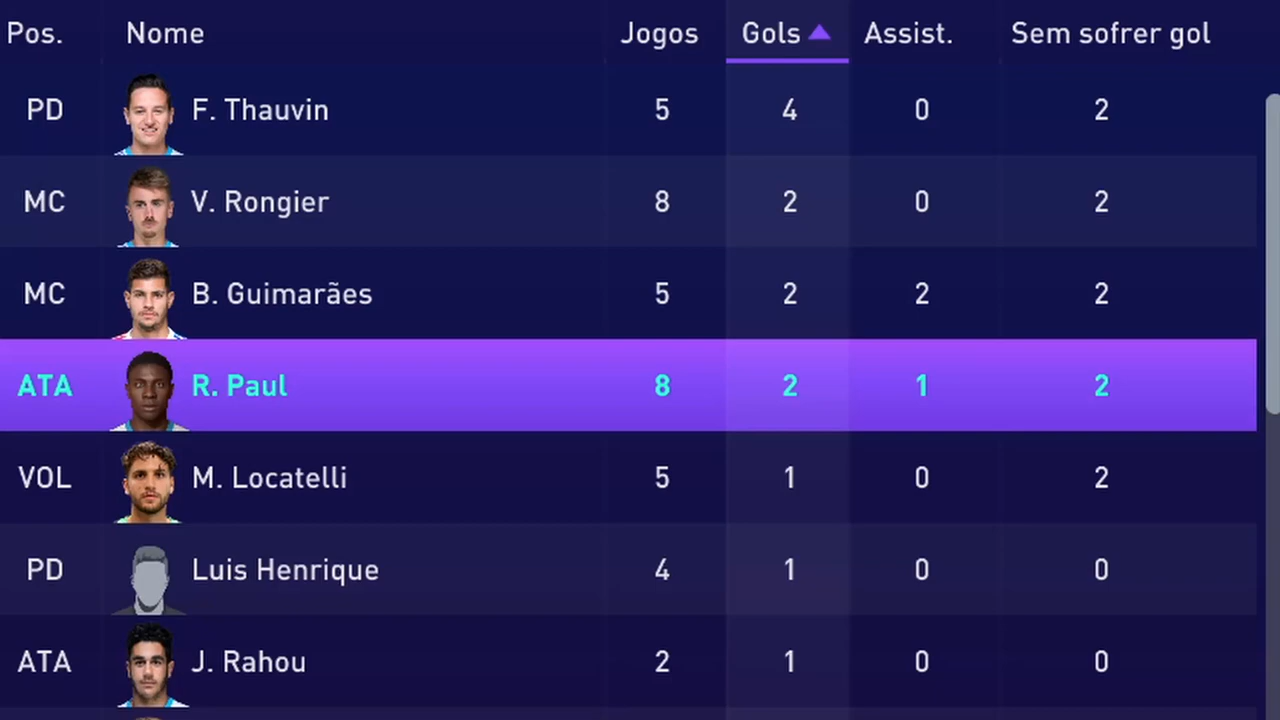 Pos. Nome Jogos Gols Assist. Sem sofrer gol
PD F. Thauvin 5 4 0 2
MC V. Rongier 8 2 0 2
MC B. Guimarães 5 2 2 2
ATA R. Paul 8 2 1 2
VOL M. Locatelli 5 1 0 2
PD Luis Henrique 4 1 0 0
ATA J. Rahou 2 1 0 0